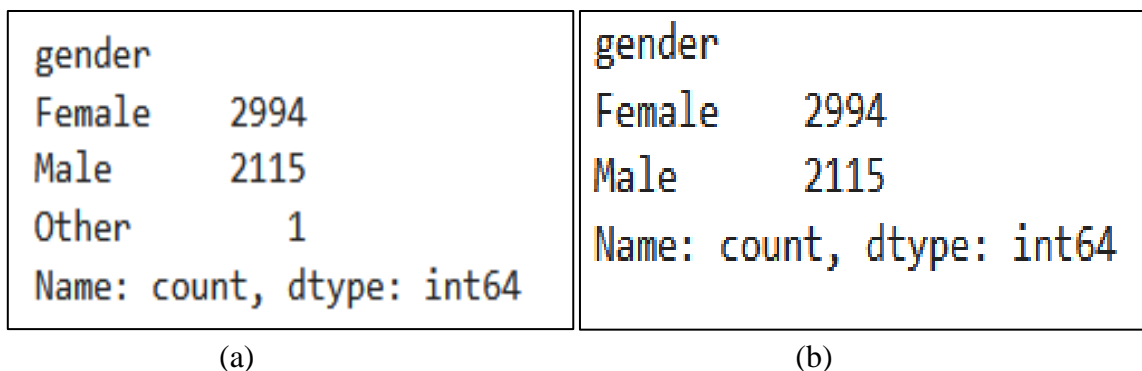 gender
Female 2994
Male 2115
Other 1
Name: count, dtype: int64
(a)
gender
Female 2994
Male 2115
Name: count, dtype: int64
(b)